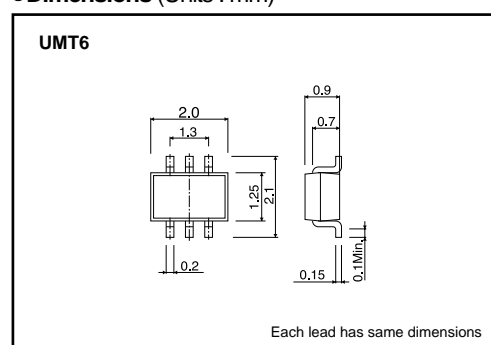 Dimensions (Units : mm)
UMT6
2.0
1.3
0.9
0.7
1.25
2.1
0.2
0.15
0.1Min.
Each lead has same dimensions